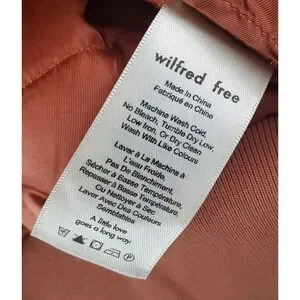 wilfred free
Made in China
Fabriqué en Chine
Machine Wash Cold.
No Bleach, Tumble Dry Low,
Low Iron, Or Dry Clean
Wash With Like Colours
Laver à La Machine à
L'eau Froide,
Pas De Blanchiment,
Sécher à Basse Température,
Repasser à Basse Température,
Ou Nettoyer à Sec
Laver Avec Des Couleurs
Semblables
A little love
goes a long way.
P